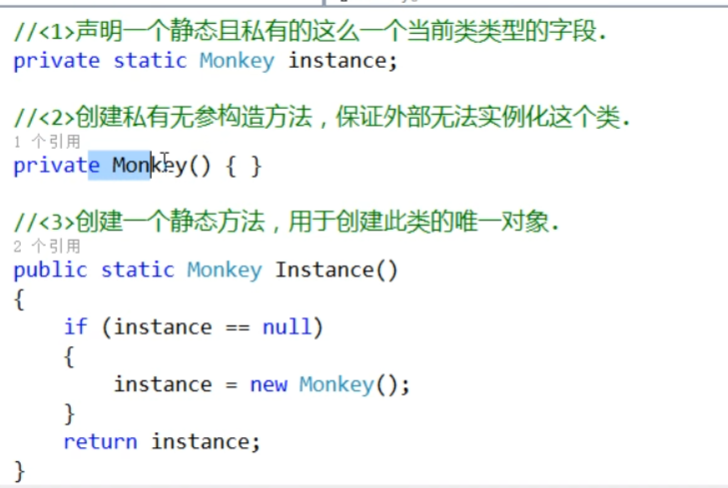 //<1>声明一个静态且私有的这么一个当前类类型的字段.
private static Monkey instance;
//<2>创建私有无参构造方法，保证外部无法实例化这个类.
1 个引用
private Monkey() { }
//<3>创建一个静态方法，用于创建此类的唯一对象.
2 个引用
public static Monkey Instance()
{
if (instance == null)
{
instance = new Monkey();
}
return instance;
}